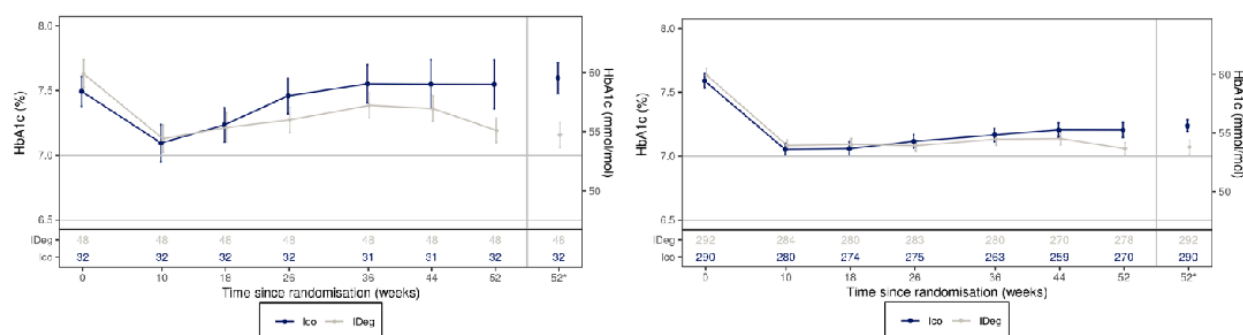 8.0
7.5
7.0
6.5
HbA1c (%)
60
55
50
HbA1c (mmol/mol)
IDeg 48 48 48 48 48 48 48 48
Ico 32 32 32 32 31 31 32 32
0 10 18 26 36 44 52 52*
Time since randomisation (weeks)
Ico IDeg
8.0
7.5
7.0
6.5
HbA1c (%)
60
55
50
HbA1c (mmol/mol)
IDeg 292 284 280 283 280 270 278 292
Ico 290 280 274 275 263 259 270 290
0 10 18 26 36 44 52 52*
Time since randomisation (weeks)
Ico IDeg